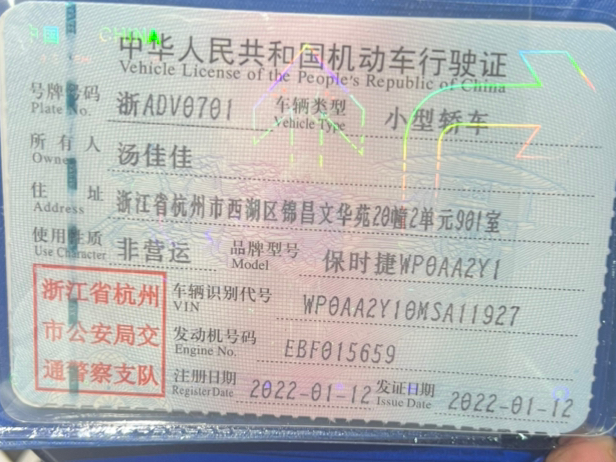 中国 CHINA
中华人民共和国机动车行驶证
Vehicle License of the People's Republic of China
号牌号码 浙ADV0701 车辆类型 小型轿车
Plate No. Vehicle Type
所有人 汤佳佳
Owner
住址 浙江省杭州市西湖区锦昌文华苑20幢2单元901室
Address
使用性质 非营运 品牌型号 保时捷WP0AA2Y1
Use Character Model
浙江省杭州市公安局交通警察支队
车辆识别代号 WP0AA2Y10MSA11927
VIN
发动机号码 EBF015659
Engine No.
注册日期 2022-01-12 发证日期 2022-01-12
Register Date Issue Date